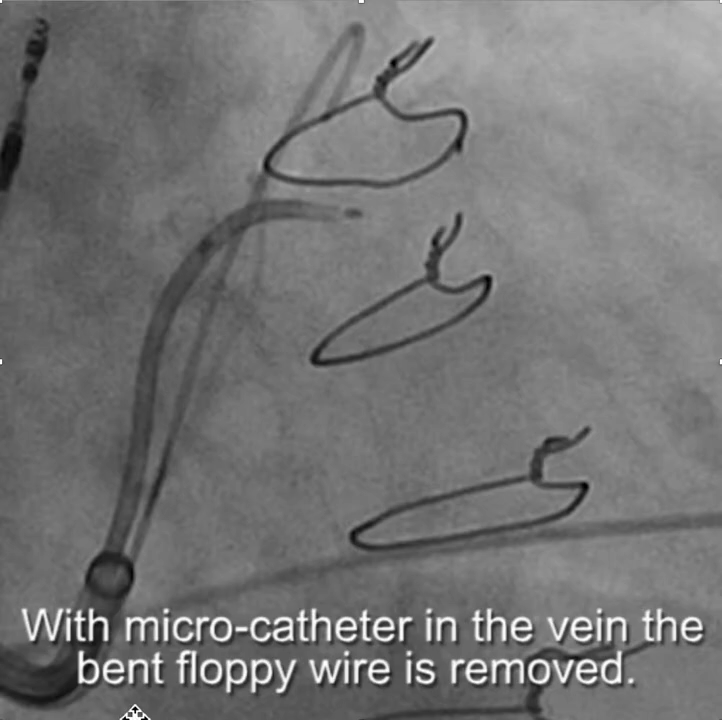 With micro-catheter in the vein the
bent floppy wire is removed.